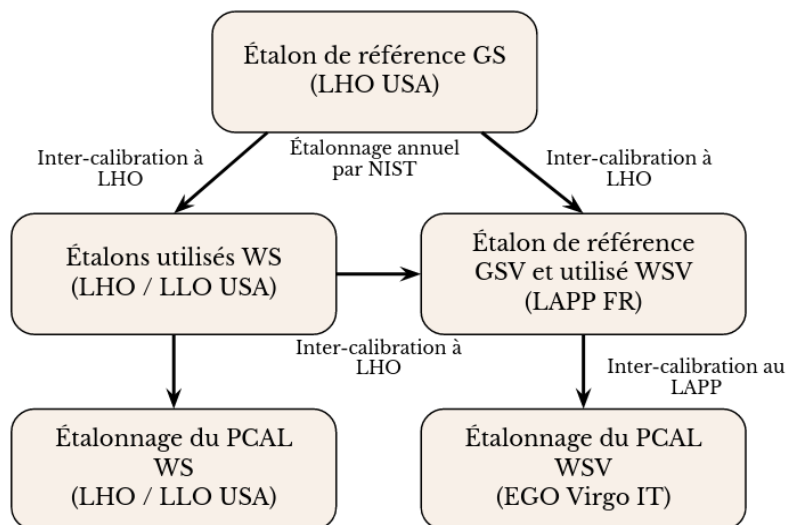 Étalon de référence GS
(LHO USA)
Inter-calibration à
LHO
Étalonnage annuel
par NIST
Inter-calibration à
LHO
Étalons utilisés WS
(LHO / LLO USA)
Étalon de référence
GSV et utilisé WSV
(LAPP FR)
Inter-calibration à
LHO
Inter-calibration au
LAPP
Étalonnage du PCAL
WS
(LHO / LLO USA)
Étalonnage du PCAL
WSV
(EGO Virgo IT)